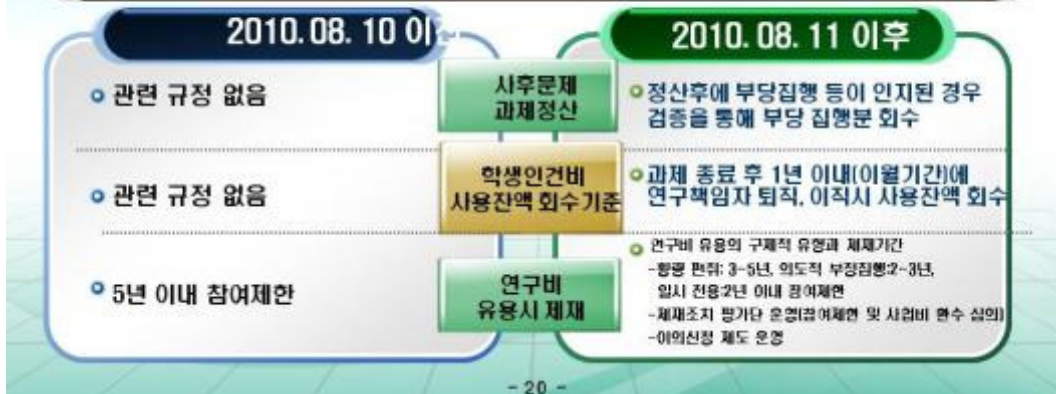 2010. 08. 10 이
2010. 08. 11 이후
관련 규정 없음
사후문제
과제정산
정산후에 부당집행 등이 인지된 경우
검증을 통해 부당 집행분 회수
관련 규정 없음
학생인건비
사용잔액 회수기준
과제 종료 후 1년 이내(이월기간)에
연구책임자 퇴직, 이직시 사용잔액 회수
5년 이내 참여제한
연구비
유용시 제재
연구비 유용의 구체적 유형과 제재기간
-횡령 편취: 3~5년, 의도적 부정집행:2~3년,
일시 전용:2년 이내 참여제한
-제재조치 평가단 운영(참여제한 및 사업비 환수 심의)
-이의신청 제도 운영
- 20 -